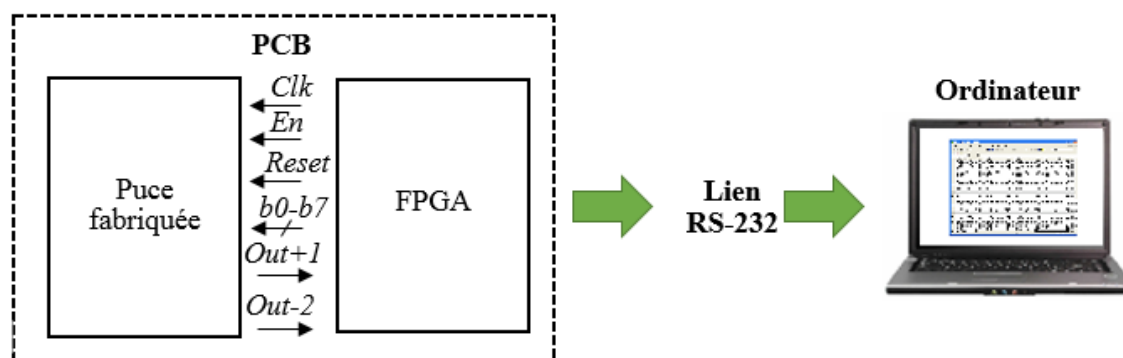 PCB
Puce
fabriquée
Clk
En
Reset
b0-b7
Out+1
Out-2
FPGA
Lien
RS-232
Ordinateur